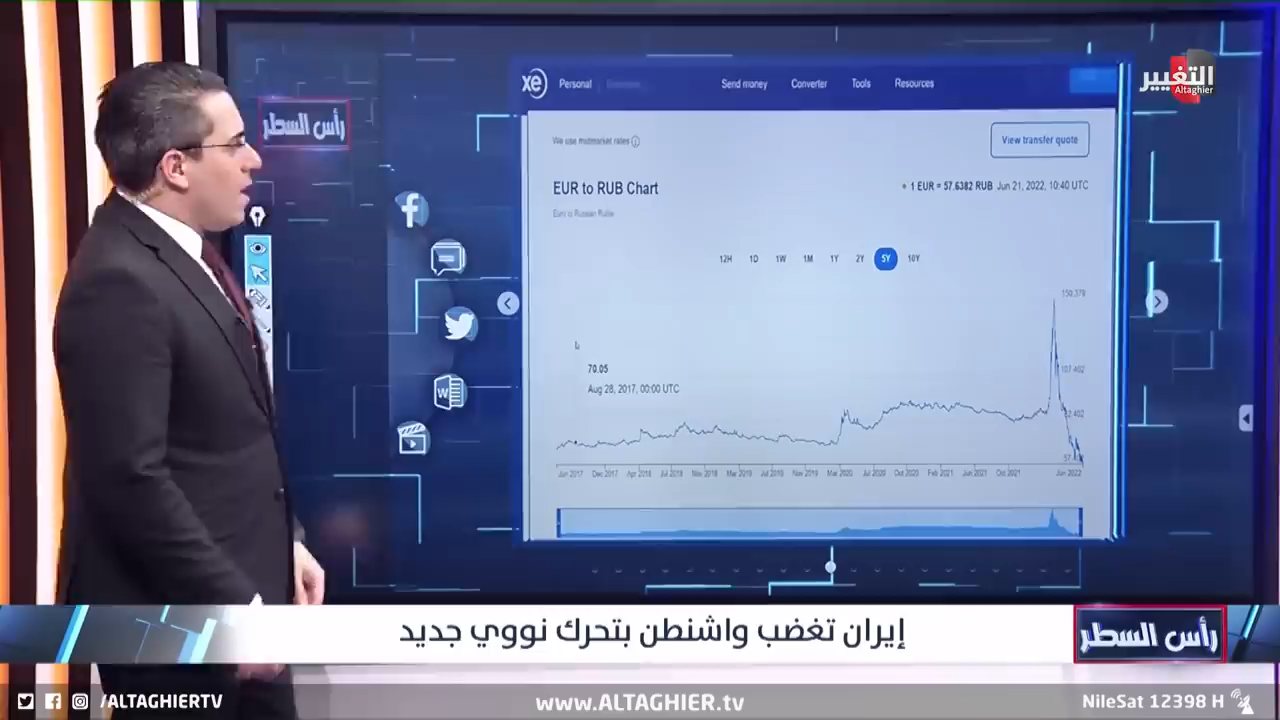 رأس السطر
التغيير
Altaghier
xe
Personal
Send money
Converter
Tools
Resources
We use midmarket rates
View transfer quote
EUR to RUB Chart
Euro to Russian Ruble
1 EUR = 57.6382 RUB Jun 21, 2022, 10:40 UTC
12H 1D 1W 1M 1Y 2Y 5Y 10Y
70.05
Aug 28, 2017, 00:00 UTC
107.402
Jun 2017 Dec 2017 Apr 2018 Jul 2018 Nov 2018 Mar 2019 Jul 2019 Nov 2019 Mar 2020 Jul 2020 Oct 2020 Feb 2021 Jun 2021 Oct 2021 Jun 2022
f
W
إيران تغضب واشنطن بتحرك نووي جديد
رأس السطر
/ALTAGHIERTV
www.ALTAGHIER.tv
NileSat 12398 H